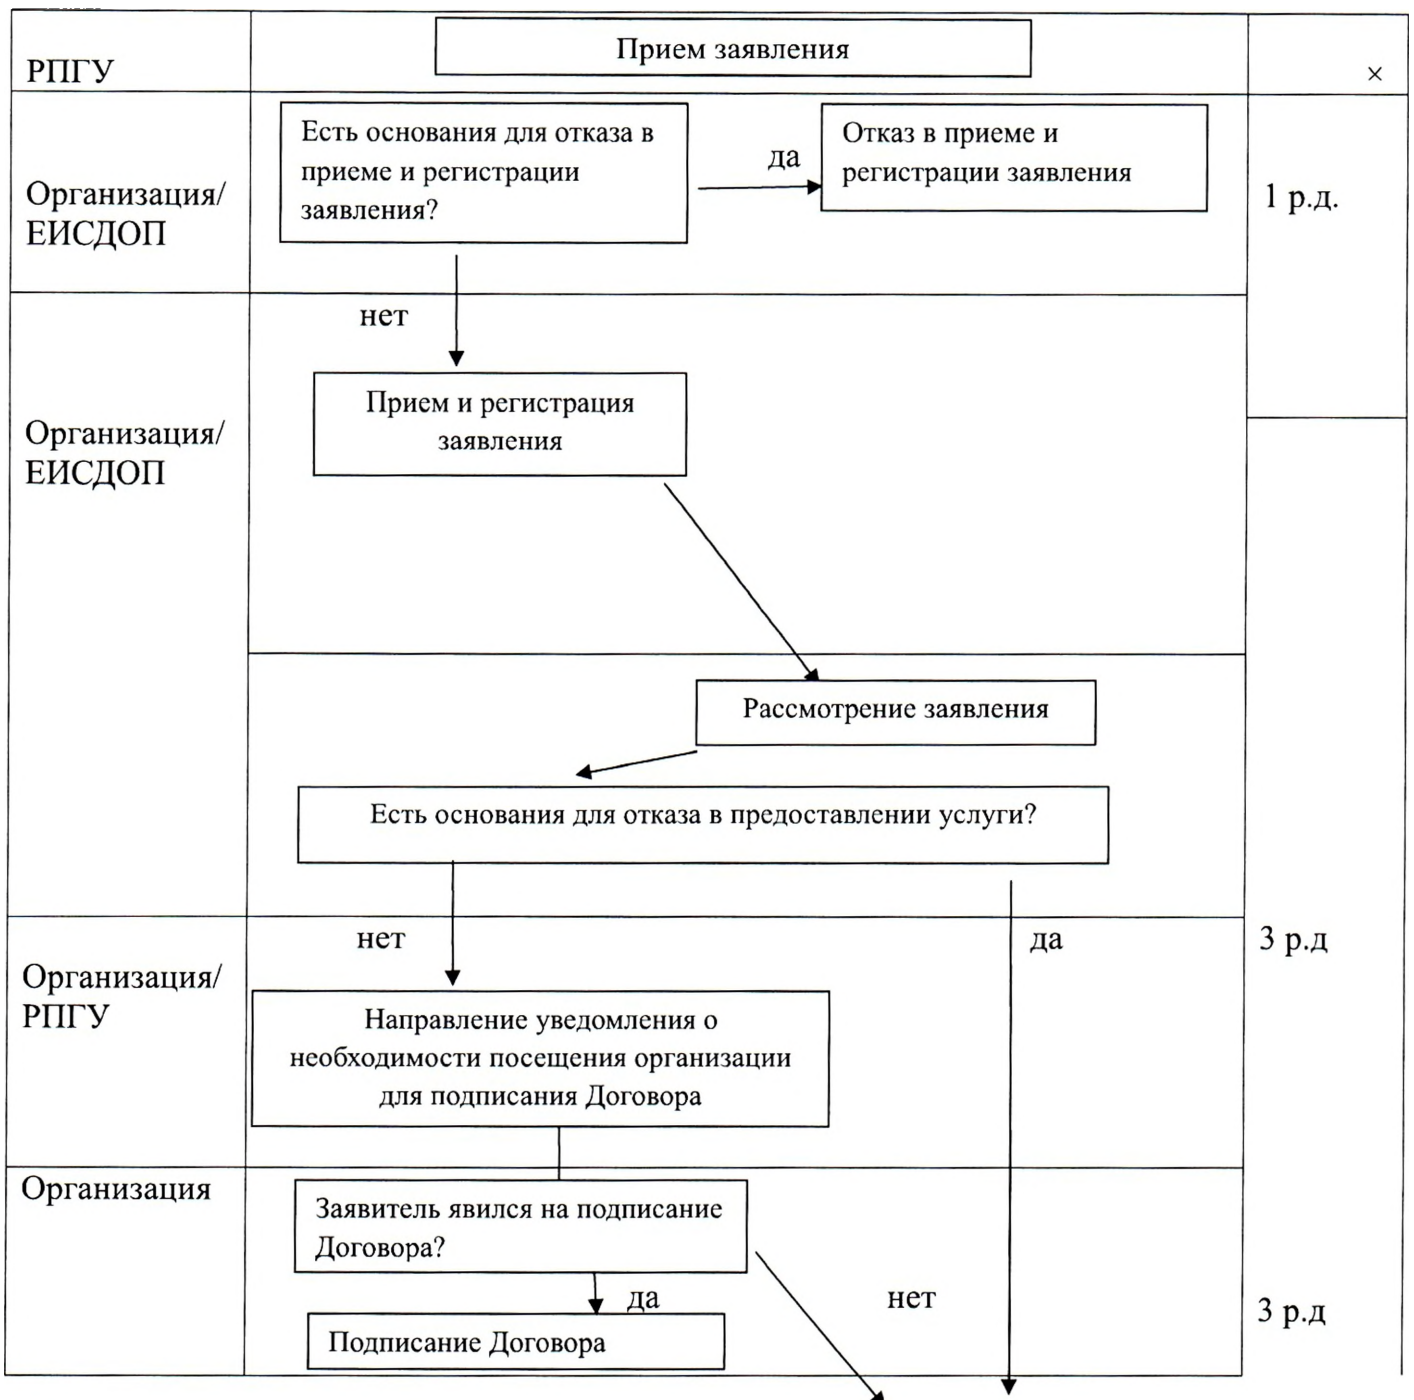 Прием заявления
РПГУ
×
Есть основания для отказа в
приеме и регистрации
заявления?
да
Отказ в приеме и
регистрации заявления
Организация/
ЕИСДОП
1 р.д.
нет
Прием и регистрация
заявления
Организация/
ЕИСДОП
Рассмотрение заявления
Есть основания для отказа в предоставлении услуги?
нет
да
3 р.д
Организация/
РПГУ
Направление уведомления о
необходимости посещения организации
для подписания Договора
Организация
Заявитель явился на подписание
Договора?
да
нет
Подписание Договора
3 р.д